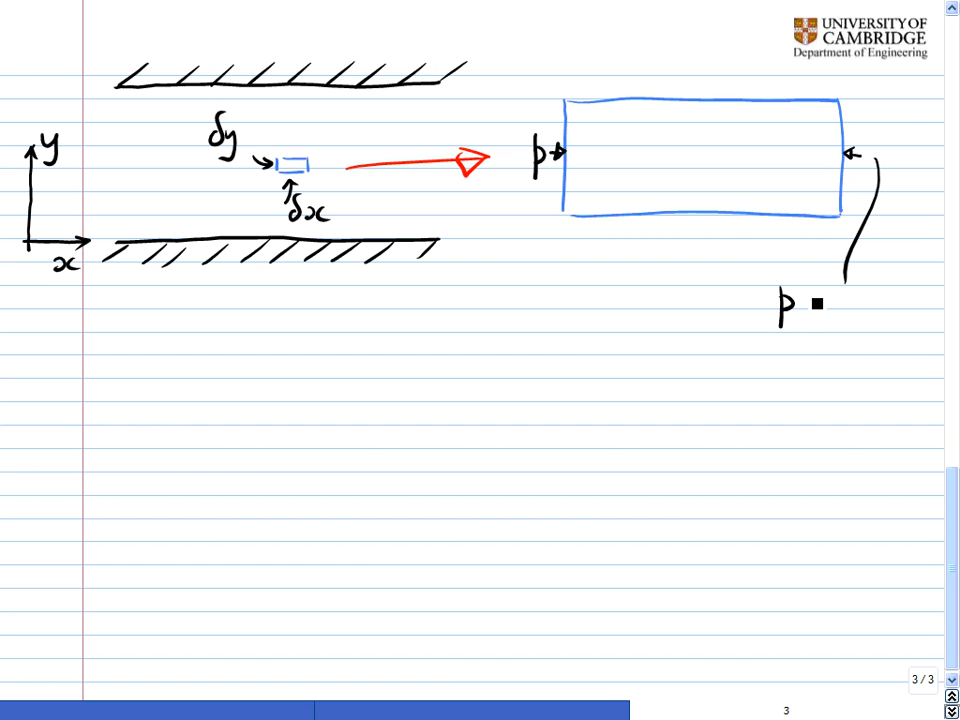 UNIVERSITY OF
CAMBRIDGE
Department of Engineering
y
δy
δx
x
p
p
3 / 3
3